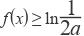 f(x) ≥ ln 1/2a